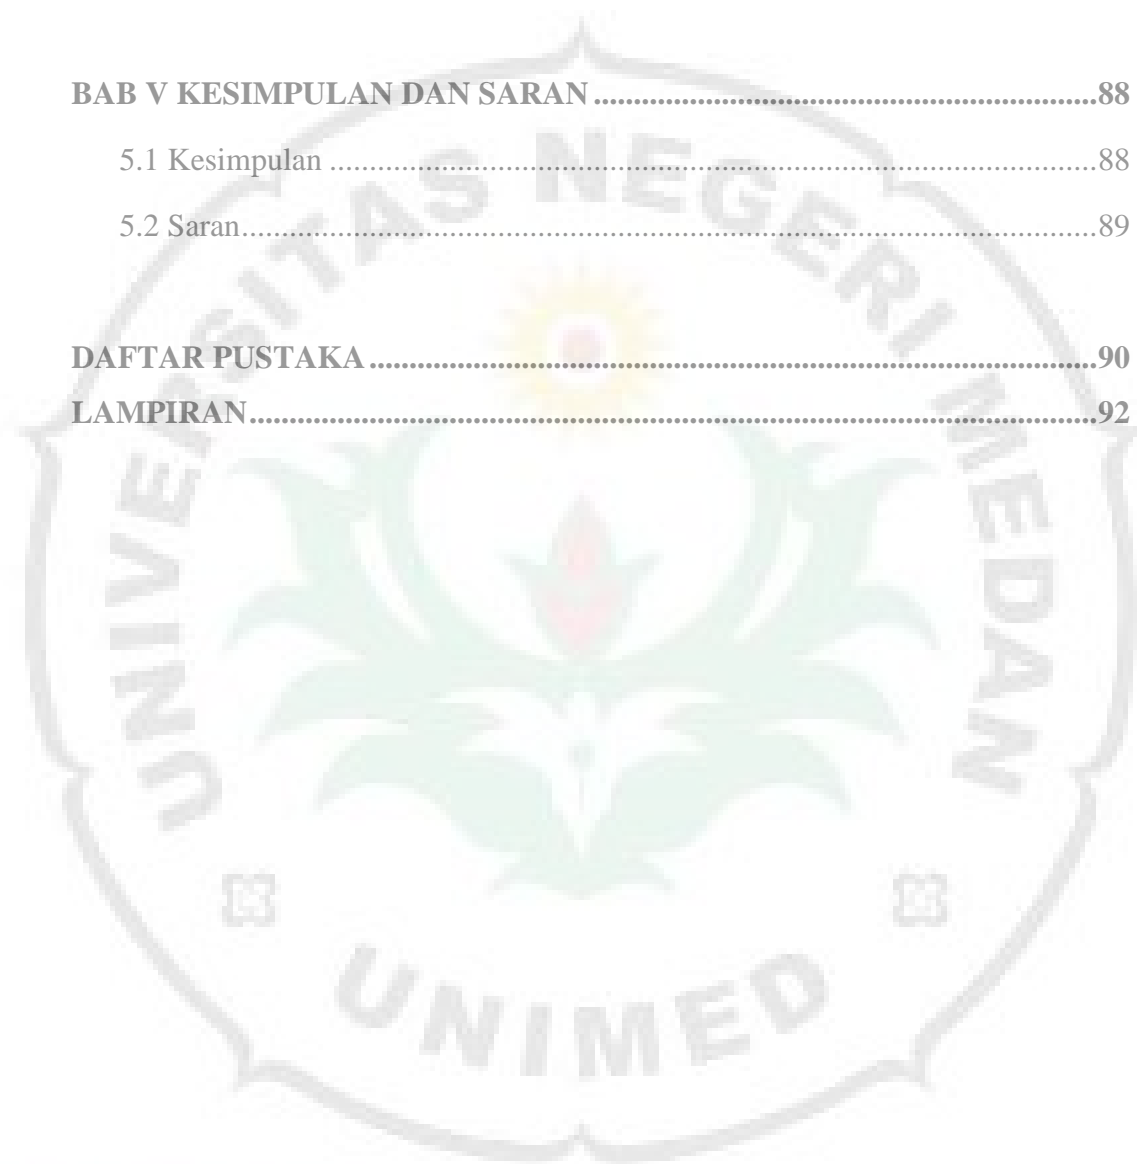 BAB V KESIMPULAN DAN SARAN ................................................................88
5.1 Kesimpulan ..................................................................................................88
5.2 Saran.............................................................................................................89
DAFTAR PUSTAKA ............................................................................................90
LAMPIRAN...........................................................................................................92
UNIVERSITAS NEGERI MEDAN
UNIMED